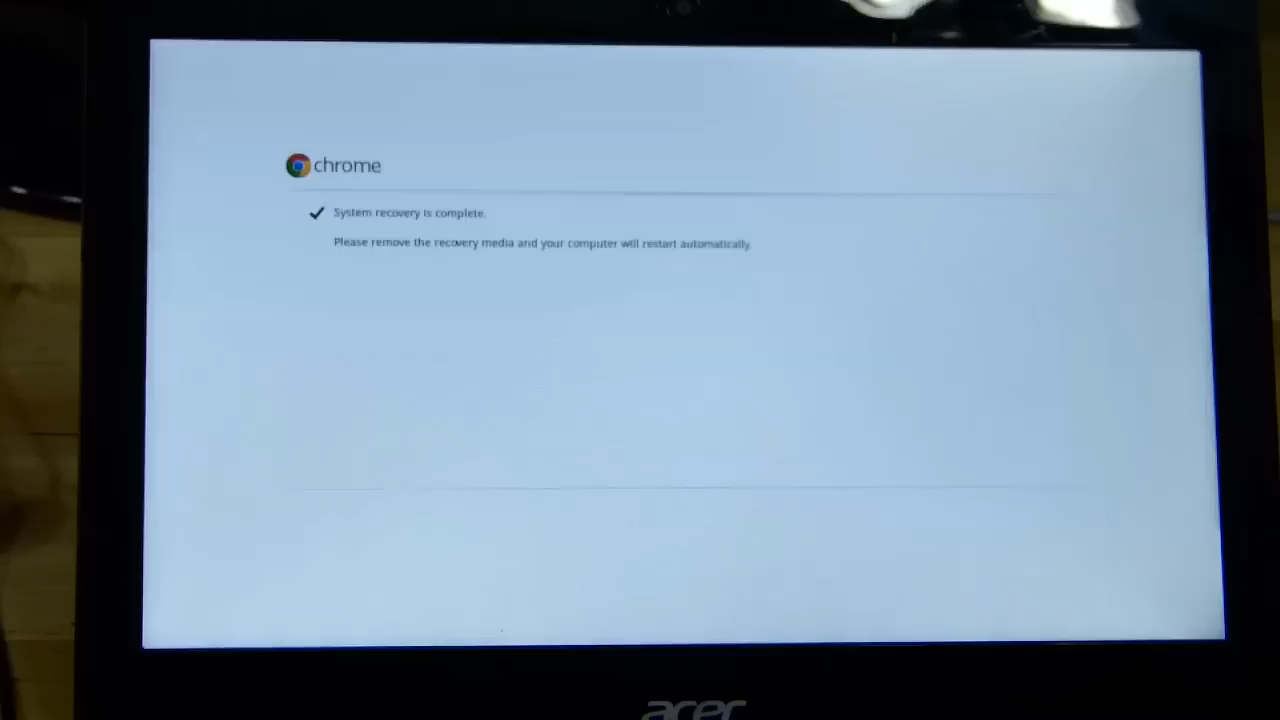 chrome
System recovery is complete.
Please remove the recovery media and your computer will restart automatically.
acer